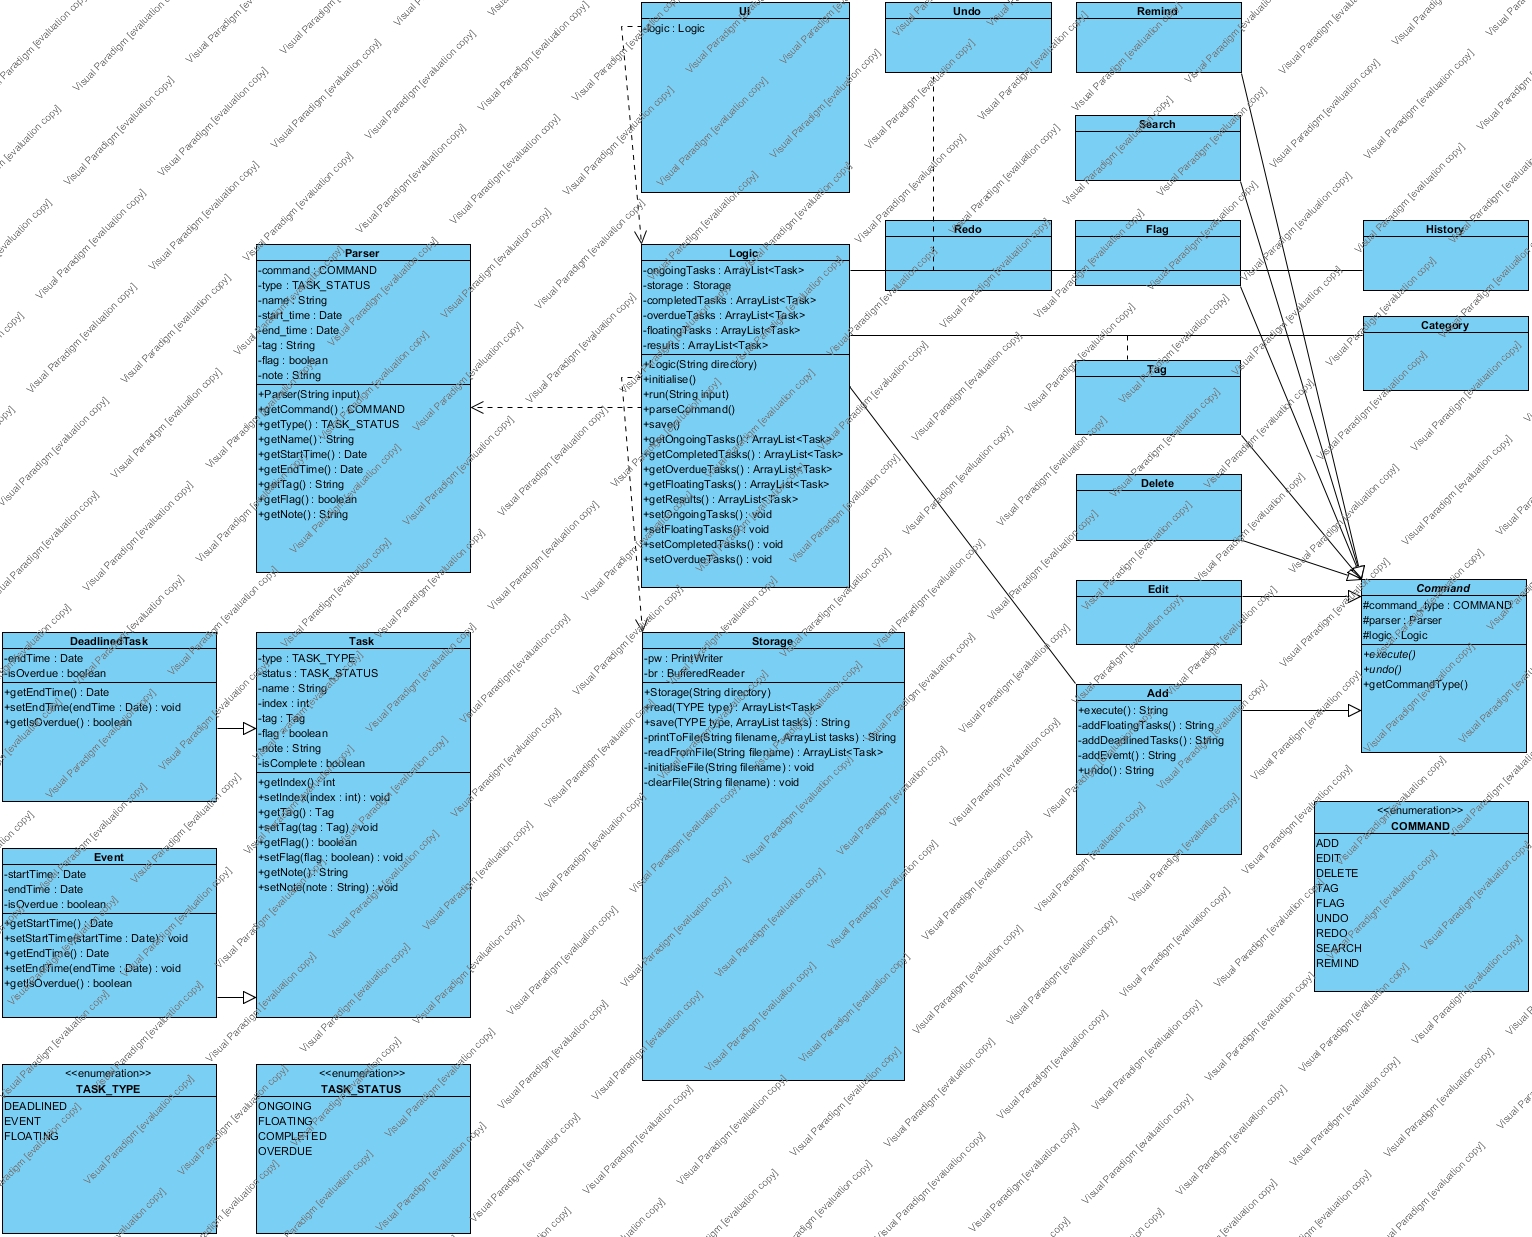 UI
-logic : Logic
Undo
Remind
Search
Redo
Flag
History
Category
Tag
Delete
Edit
Parser
-command : COMMAND
-type : TASK_STATUS
-name : String
-start_time : Date
-end_time : Date
-tag : String
-flag : boolean
-note : String
+Parser(String input)
+getCommand() : COMMAND
+getType() : TASK_STATUS
+getName() : String
+getStartTime() : Date
+getEndTime() : Date
+getTag() : String
+getFlag() : boolean
+getNote() : String
Logic
-ongoingTasks : ArrayList<Task>
-storage : Storage
-completedTasks : ArrayList<Task>
-overdueTasks : ArrayList<Task>
-floatingTasks : ArrayList<Task>
-results : ArrayList<Task>
+Logic(String directory)
+initialise()
+run(String input)
+parseCommand()
+save()
+getOngoingTasks() : ArrayList<Task>
+getCompletedTasks() : ArrayList<Task>
+getOverdueTasks() : ArrayList<Task>
+getFloatingTasks() : ArrayList<Task>
+getResults() : ArrayList<Task>
+setOngoingTasks() : void
+setFloatingTasks() : void
+setCompletedTasks() : void
+setOverdueTasks() : void
Command
#command_type : COMMAND
#parser : Parser
#logic : Logic
+execute()
+undo()
+getCommandType()
DeadlinedTask
-endTime : Date
-isOverdue : boolean
+getEndTime() : Date
+setEndTime(endTime : Date) : void
+getIsOverdue() : boolean
Task
-type : TASK_TYPE
-status : TASK_STATUS
-name : String
-index : int
-tag : Tag
-flag : boolean
-note : String
-isComplete : boolean
+getIndex() : int
+setIndex(index : int) : void
+getTag() : Tag
+setTag(tag : Tag) : void
+getFlag() : boolean
+setFlag(flag : boolean) : void
+getNote() : String
+setNote(note : String) : void
Storage
-pw : PrintWriter
-br : BufferedReader
+Storage(String directory)
+read(TYPE type) : ArrayList<Task>
+save(TYPE type, ArrayList tasks) : String
-printToFile(String filename, ArrayList tasks) : String
-readFromFile(String filename) : ArrayList<Task>
-initialiseFile(String filename) : void
-clearFile(String filename) : void
Add
+execute() : String
-addFloatingTasks() : String
-addDeadlinedTasks() : String
-addEvent() : String
+undo() : String
<<enumeration>>
COMMAND
ADD
EDIT
DELETE
TAG
FLAG
UNDO
REDO
SEARCH
REMIND
Event
-startTime : Date
-endTime : Date
-isOverdue : boolean
+getStartTime() : Date
+setStartTime(startTime : Date) : void
+getEndTime() : Date
+setEndTime(endTime : Date) : void
+getIsOverdue() : boolean
<<enumeration>>
TASK_TYPE
DEADLINED
EVENT
FLOATING
<<enumeration>>
TASK_STATUS
ONGOING
FLOATING
COMPLETED
OVERDUE
Visual Paradigm [evaluation copy]